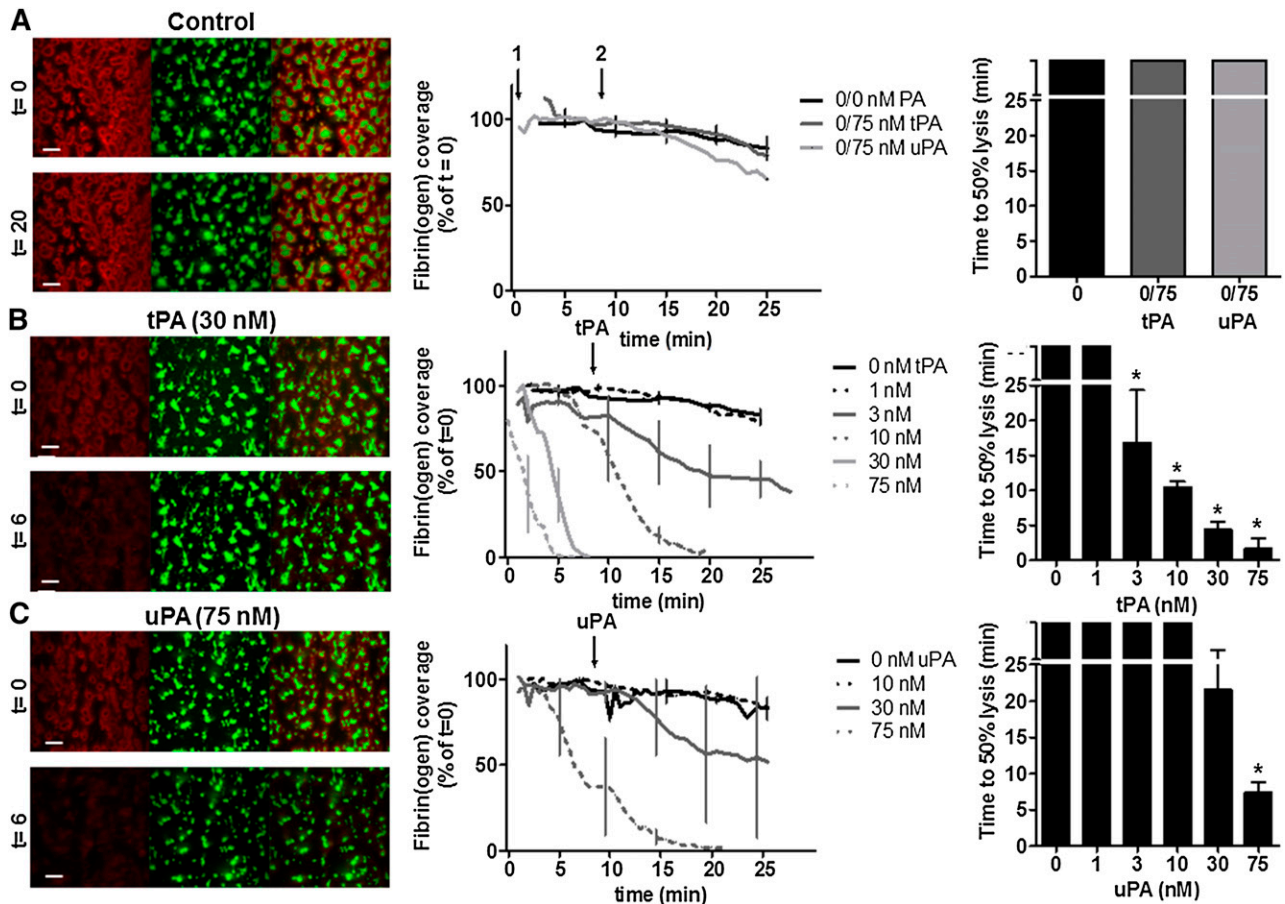 A
Control
t= 0
t= 20
Fibrin(ogen) coverage
(% of t = 0)
100
50
0
1
2
0 5 10 15 20 25
time (min)
0/0 nM PA
0/75 nM tPA
0/75 nM uPA
Time to 50% lysis (min)
25
20
15
10
5
0
0 0/75 0/75
tPA uPA
B
tPA (30 nM)
t=0
t=6
Fibrin(ogen) coverage
(% of t=0)
100
50
0
tPA
0 5 10 15 20 25
time (min)
0 nM tPA
1 nM
3 nM
10 nM
30 nM
75 nM
Time to 50% lysis (min)
25
20
15
10
5
0
* * * *
0 1 3 10 30 75
tPA (nM)
C
uPA (75 nM)
t=0
t=6
Fibrin(ogen) coverage
(% of t=0)
100
50
0
uPA
0 5 10 15 20 25
time (min)
0 nM uPA
10 nM
30 nM
75 nM
Time to 50% lysis (min)
25
20
15
10
5
0
*
0 1 3 10 30 75
uPA (nM)